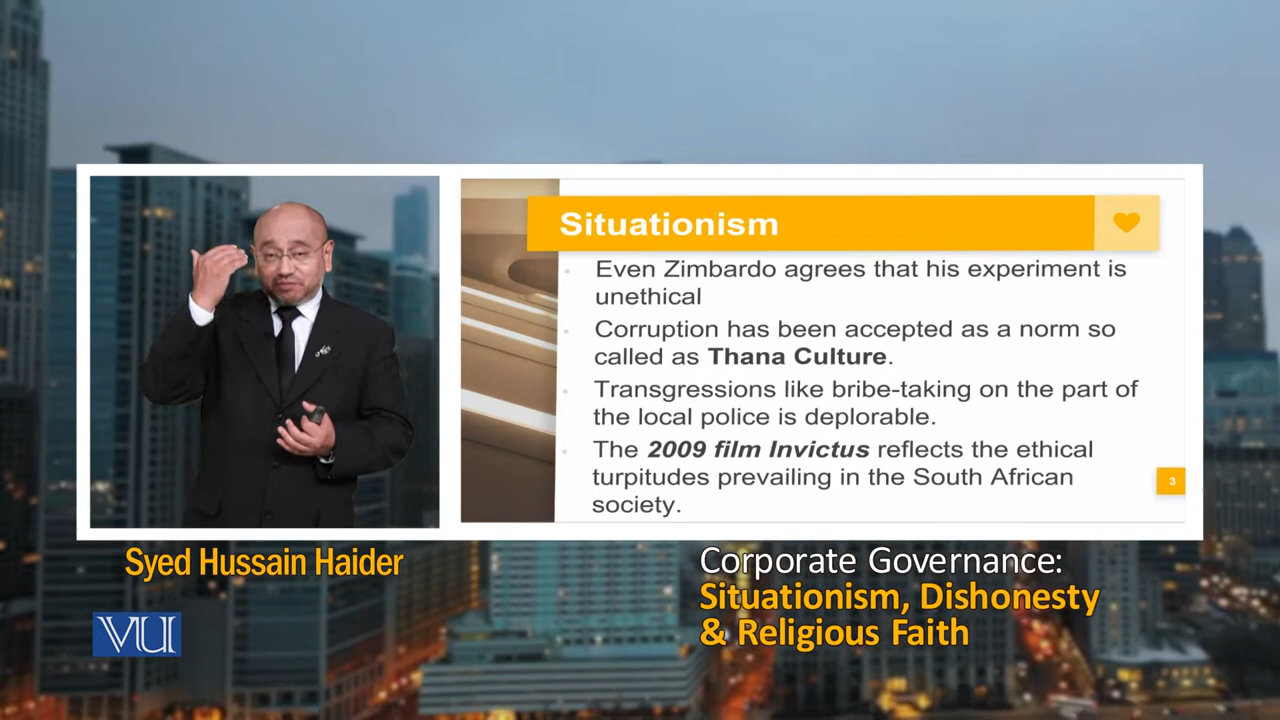 Situationism
Even Zimbardo agrees that his experiment is
unethical
Corruption has been accepted as a norm so
called as Thana Culture.
Transgressions like bribe-taking on the part of
the local police is deplorable.
The 2009 film Invictus reflects the ethical
turpitudes prevailing in the South African
society.
3
Syed Hussain Haider
VU
Corporate Governance:
Situationism, Dishonesty
& Religious Faith